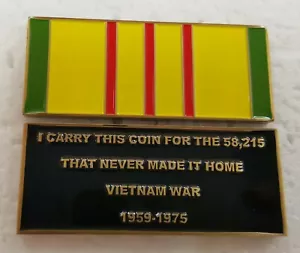 I CARRY THIS COIN FOR THE 58,215
THAT NEVER MADE IT HOME
VIETNAM WAR
1959-1975